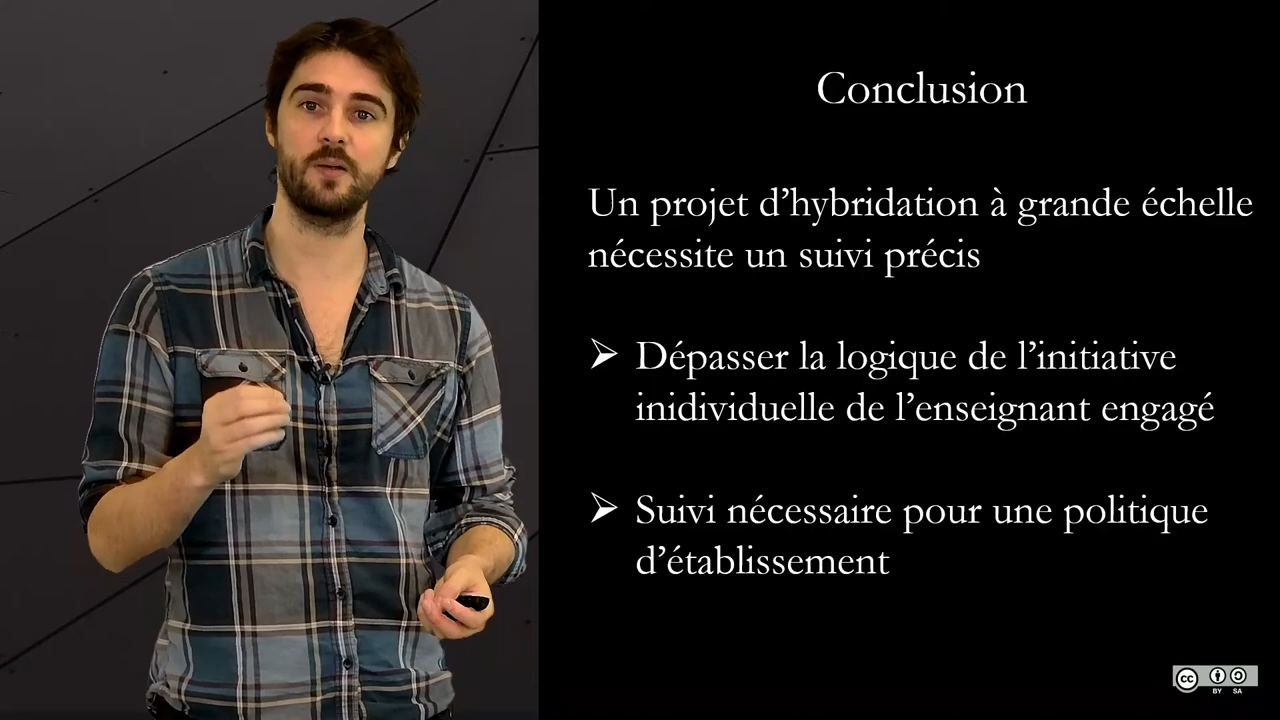 Conclusion
Un projet d’hybridation à grande échelle
nécessite un suivi précis
➢ Dépasser la logique de l’initiative
inidividuelle de l’enseignant engagé
➢ Suivi nécessaire pour une politique
d’établissement
cc
BY SA